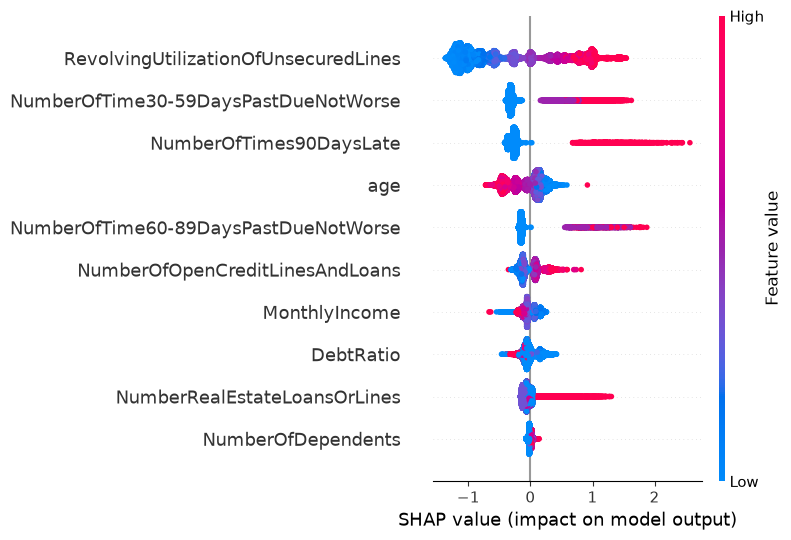 High
RevolvingUtilizationOfUnsecuredLines
NumberOfTime30-59DaysPastDueNotWorse
NumberOfTimes90DaysLate
age
NumberOfTime60-89DaysPastDueNotWorse
NumberOfOpenCreditLinesAndLoans
MonthlyIncome
DebtRatio
NumberRealEstateLoansOrLines
NumberOfDependents
Feature value
Low
−1 0 1 2
SHAP value (impact on model output)